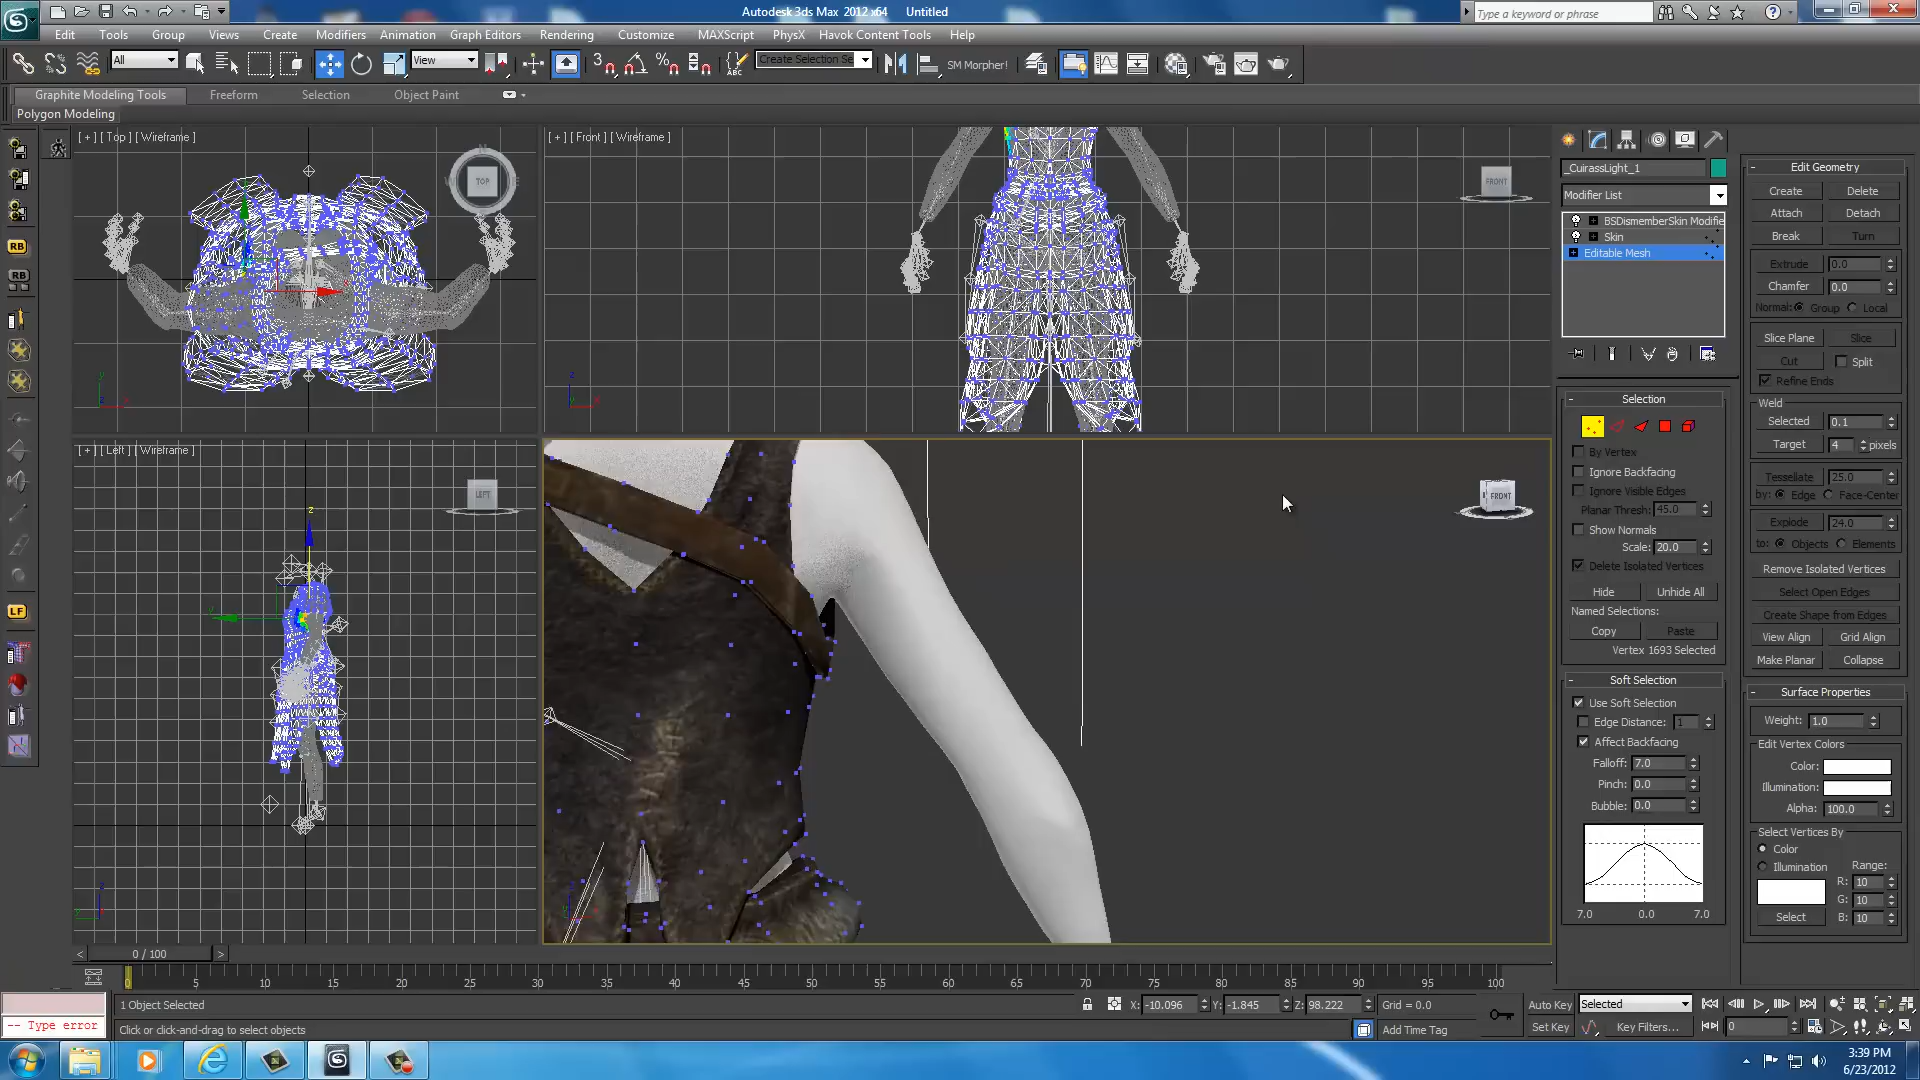 Autodesk 3ds Max 2012 x64 Untitled
Type a keyword or phrase
Edit Tools Group Views Create Modifiers Animation Graph Editors Rendering Customize MAXScript PhysX Havok Content Tools Help
All View Create Selection Se SM Morpher!
Graphite Modeling Tools Freeform Selection Object Paint
Polygon Modeling
[ + ] [ Top ] [ Wireframe ]
[ + ] [ Front ] [ Wireframe ]
[ + ] [ Left ] [ Wireframe ]
TOP
FRONT
LEFT
FRONT
RB
RB
LF
_CuirassLight_1
Modifier List
BSDismemberSkin Modifie
Skin
Editable Mesh
Selection
By Vertex
Ignore Backfacing
Ignore Visible Edges
Planar Thresh: 45.0
Show Normals
Scale: 20.0
Delete Isolated Vertices
Hide Unhide All
Named Selections:
Copy Paste
Vertex 1693 Selected
Soft Selection
Use Soft Selection
Edge Distance: 1
Affect Backfacing
Falloff: 7.0
Pinch: 0.0
Bubble: 0.0
7.0 0.0 7.0
Edit Geometry
Create Delete
Attach Detach
Break Turn
Extrude 0.0
Chamfer 0.0
Normal: Group Local
Slice Plane Slice
Cut Split
Refine Ends
Weld
Selected 0.1
Target 4 pixels
Tessellate 25.0
by: Edge Face-Center
Explode 24.0
to: Objects Elements
Remove Isolated Vertices
Select Open Edges
Create Shape from Edges
View Align Grid Align
Make Planar Collapse
Surface Properties
Weight: 1.0
Edit Vertex Colors
Color:
Illumination:
Alpha: 100.0
Select Vertices By
Color
Illumination Range:
R: 10
G: 10
Select B: 10
0 / 100
0 5 10 15 20 25 30 35 40 45 50 55 60 65 70 75 80 85 90 95 100
1 Object Selected X: -10.096 Y: -1.845 Z: 98.222 Grid = 0.0 Auto Key Selected
-- Type error Click or click-and-drag to select objects Add Time Tag Set Key Key Filters... 0
3:39 PM
6/23/2012